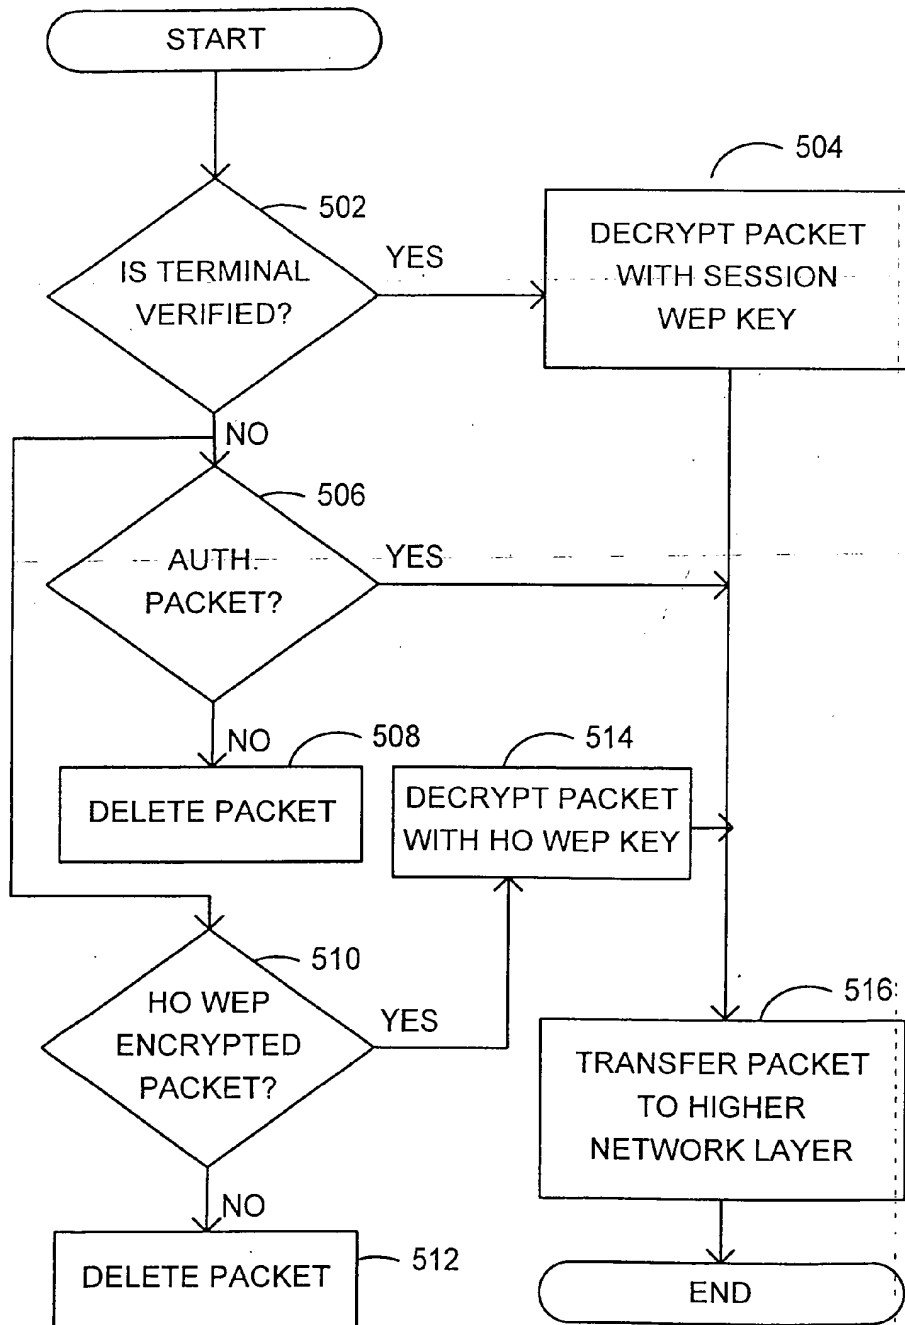 START
502
504
IS TERMINAL
VERIFIED?
YES
DECRYPT PACKET
WITH SESSION
WEP KEY
NO
506
AUTH.
PACKET?
YES
NO
508
DELETE PACKET
514
DECRYPT PACKET
WITH HO WEP KEY
510
HO WEP
ENCRYPTED
PACKET?
YES
516
TRANSFER PACKET
TO HIGHER
NETWORK LAYER
NO
512
DELETE PACKET
END